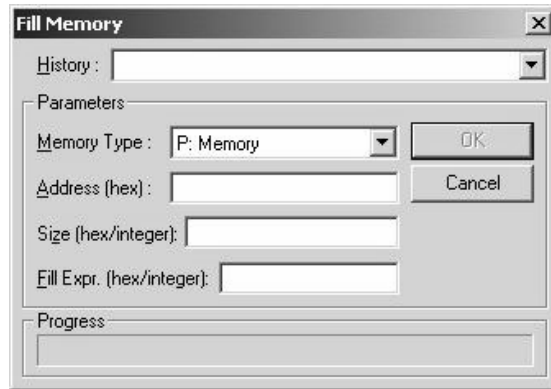 Fill Memory
History :
Parameters
Memory Type : P: Memory OK
Address (hex) : Cancel
Size (hex/integer):
Fill Expr. (hex/integer):
Progress